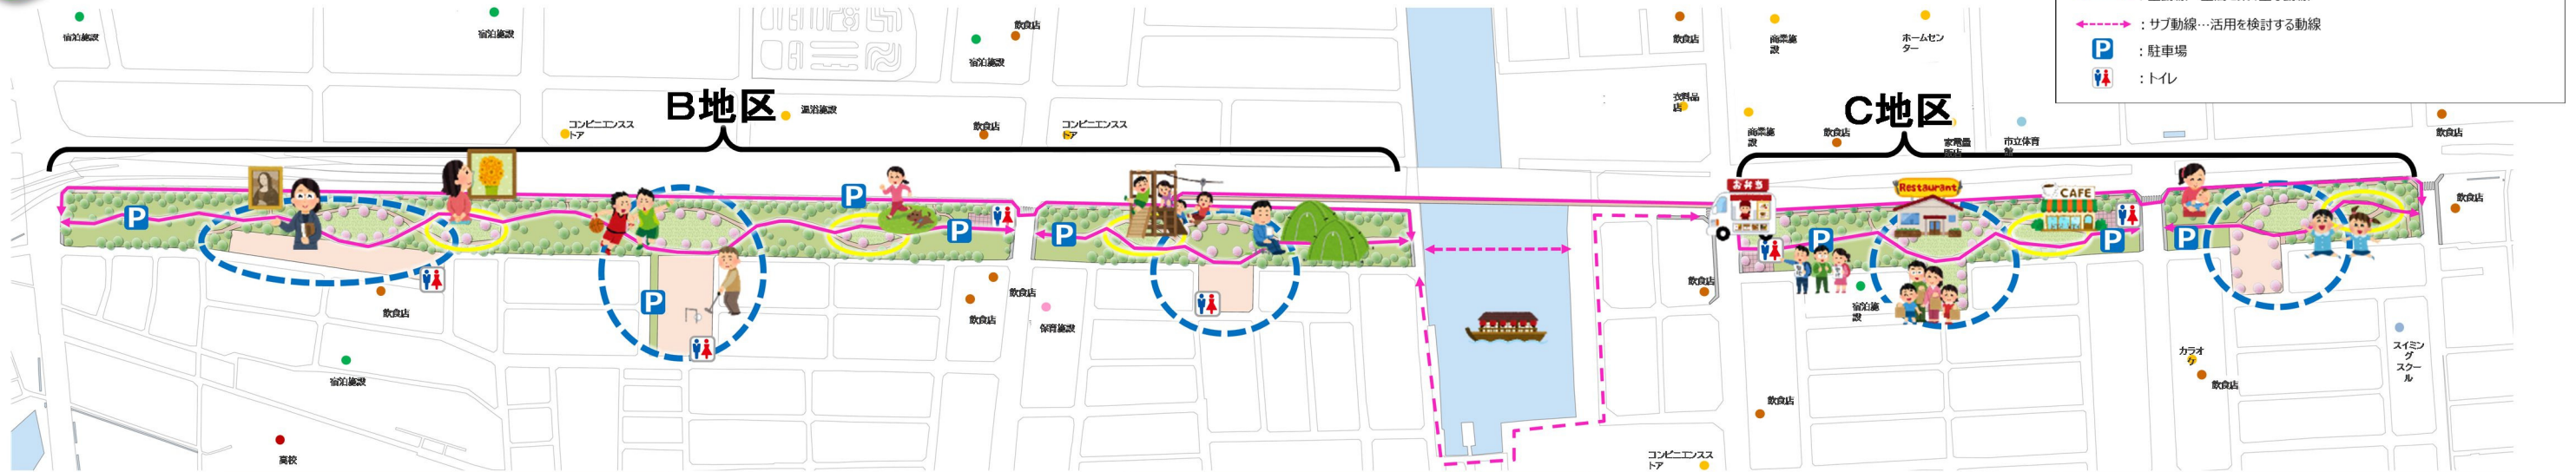 ：サブ動線…活用を検討する動線
P
：駐車場
：トイレ
宿泊施設
宿泊施設
飲食店
宿泊施設
飲食店
商業施
設
ホームセン
ター
B地区
コンビニエンスス
トア
温浴施設
飲食店
コンビニエンスス
トア
衣料品
店
商業施
設
飲食店
C地区
家電量
販店
市立体育
館
飲食店
お弁当
Restaurant
CAFE
飲食店
P
P
P
P
P
P
P
P
P
飲食店
飲食店
飲食店
保育施設
飲食店
宿泊施
設
宿泊施設
カラオ
ケ
飲食店
スイミン
グ
スクー
ル
飲食店
高校
コンビニエンスス
トア